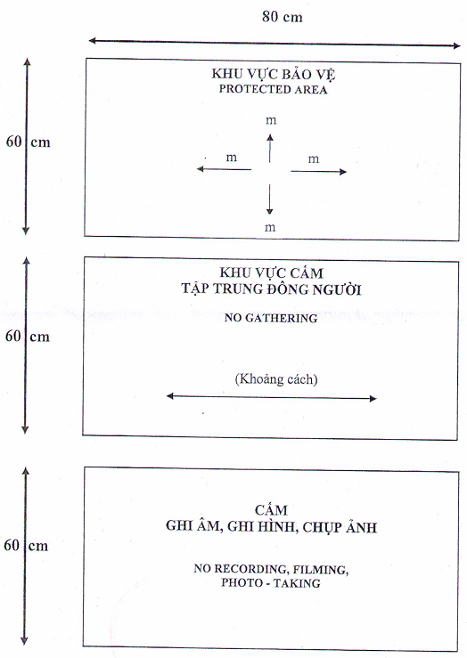 80 cm
60 cm
KHU VỰC BẢO VỆ
PROTECTED AREA
m
m m
m
60 cm
KHU VỰC CẤM
TẬP TRUNG ĐÔNG NGƯỜI
NO GATHERING
(Khoảng cách)
60 cm
CẤM
GHI ÂM, GHI HÌNH, CHỤP ẢNH
NO RECORDING, FILMING,
PHOTO - TAKING